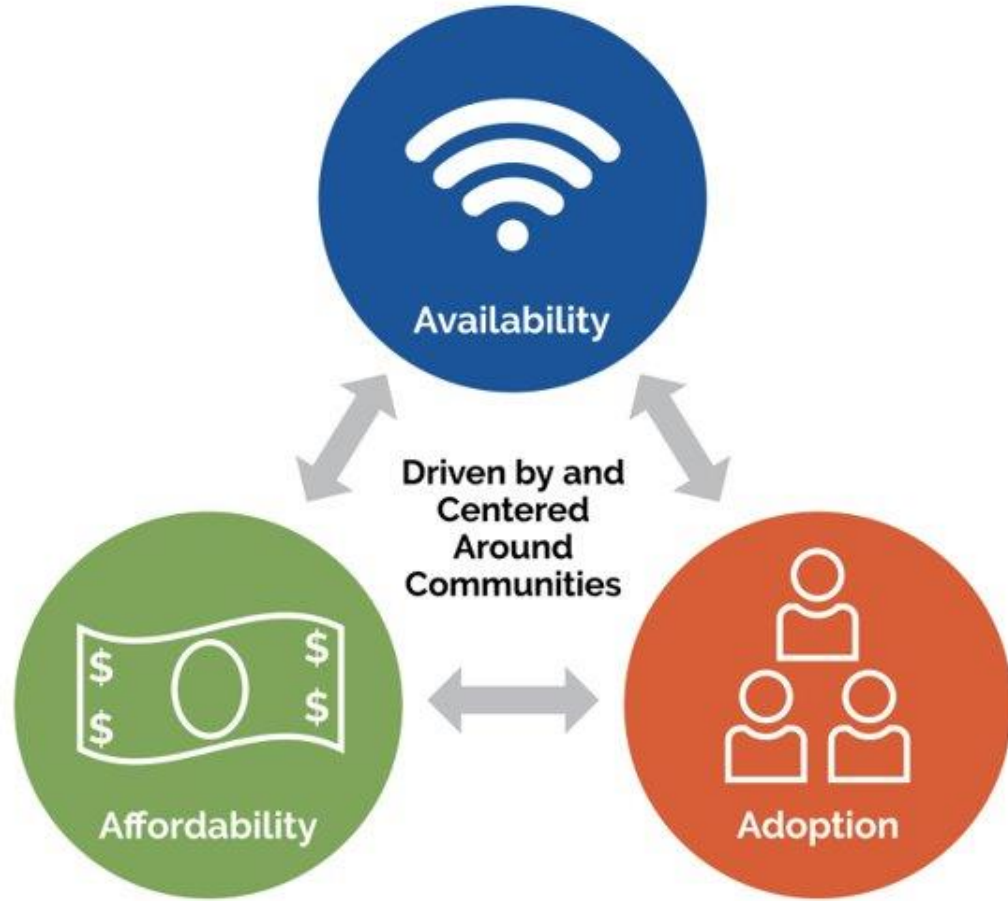 Availability
Driven by and
Centered
Around
Communities
$ $
$ $
Affordability
Adoption